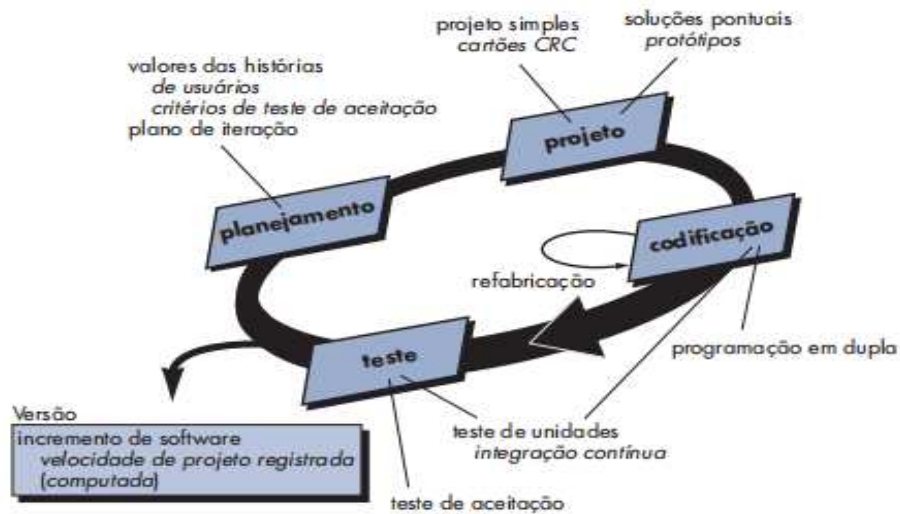 projeto simples
cartões CRC
soluções pontuais
protótipos
valores das histórias
de usuários
critérios de teste de aceitação
plano de iteração
projeto
planejamento
codificação
refabricação
programação em dupla
teste
teste de unidades
integração contínua
teste de aceitação
Versão
incremento de software
velocidade de projeto registrada
(computada)